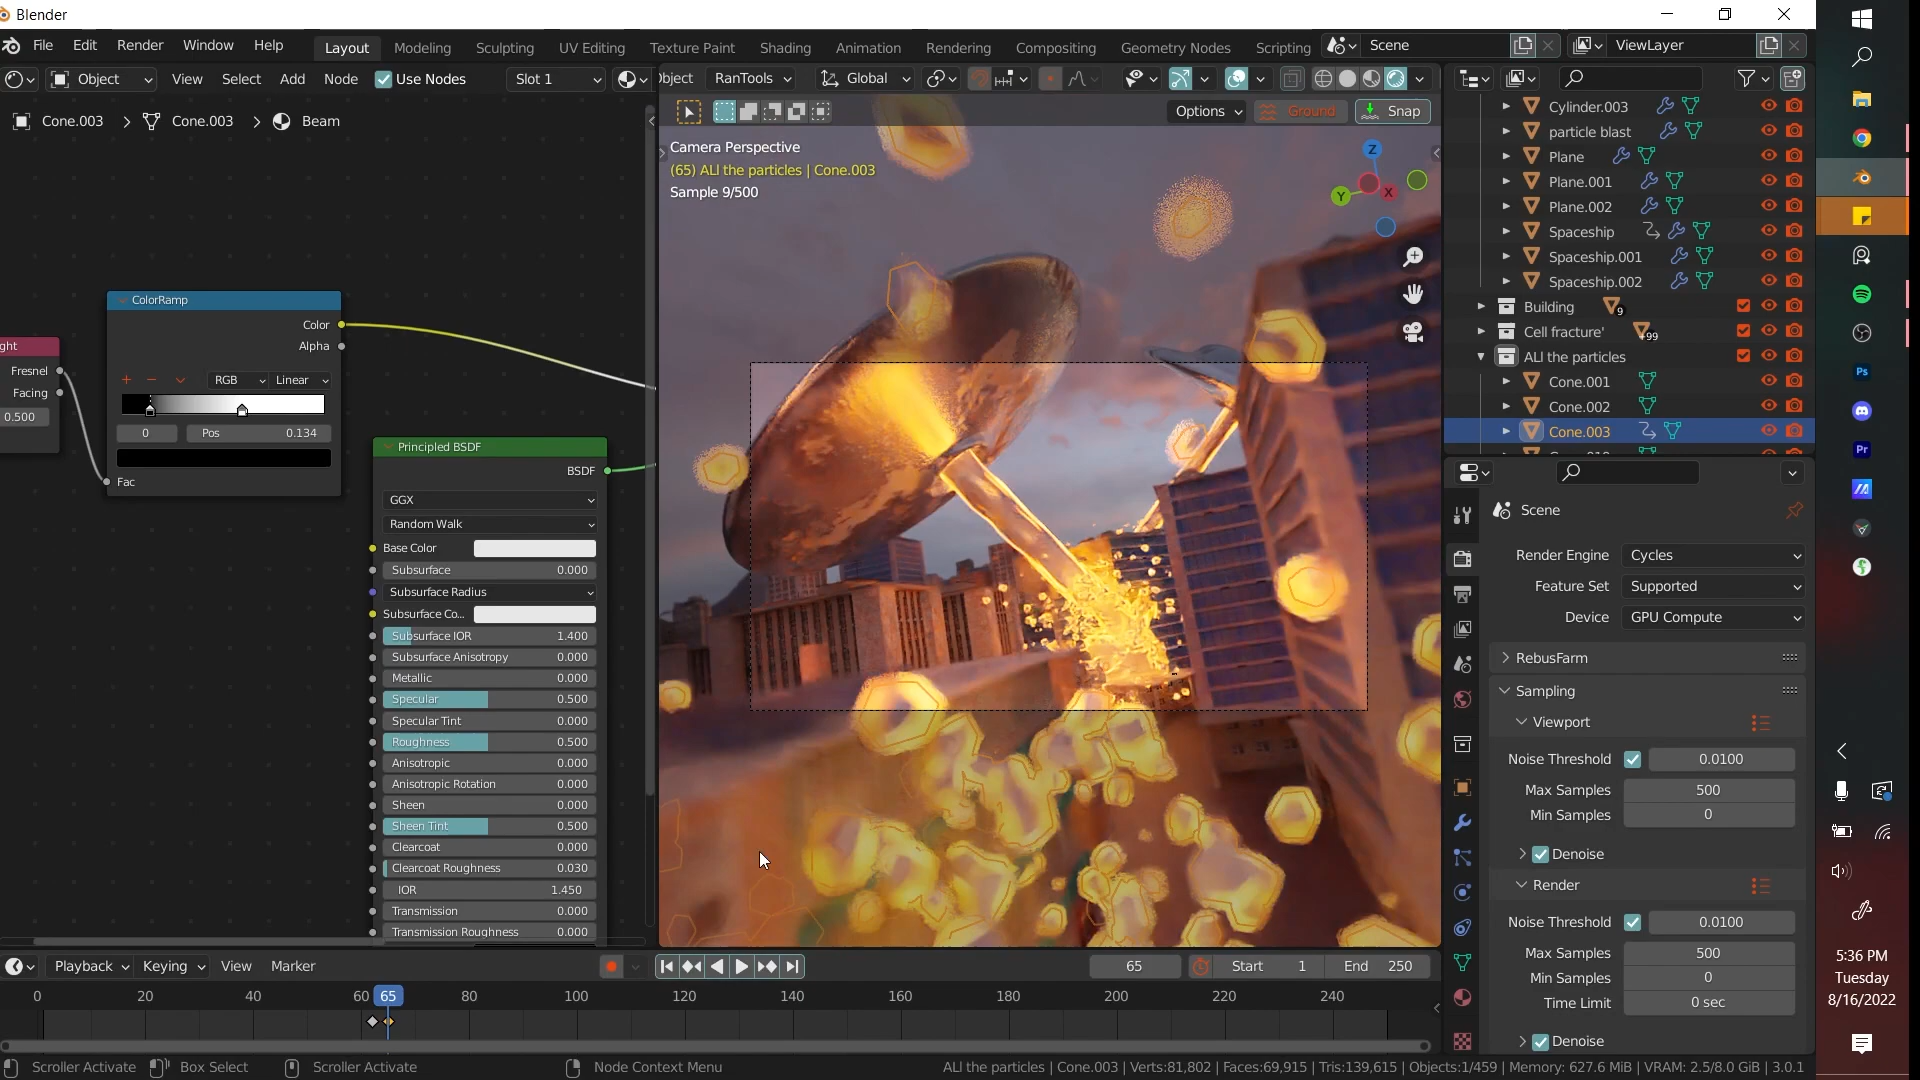 Blender
File Edit Render Window Help
Layout Modeling Sculpting UV Editing Texture Paint Shading Animation Rendering Compositing Geometry Nodes Scripting
Scene
ViewLayer
Object View Select Add Node Use Nodes Slot 1
bject RanTools Global
Options Ground Snap
Cone.003 > Cone.003 > Beam
Camera Perspective
(65) ALl the particles | Cone.003
Sample 9/500
Z
Y
X
ght
Fresnel
Facing
0.500
ColorRamp
Color
Alpha
RGB Linear
0 Pos 0.134
Fac
Principled BSDF
BSDF
GGX
Random Walk
Base Color
Subsurface 0.000
Subsurface Radius
Subsurface Co...
Subsurface IOR 1.400
Subsurface Anisotropy 0.000
Metallic 0.000
Specular 0.500
Specular Tint 0.000
Roughness 0.500
Anisotropic 0.000
Anisotropic Rotation 0.000
Sheen 0.000
Sheen Tint 0.500
Clearcoat 0.000
Clearcoat Roughness 0.030
IOR 1.450
Transmission 0.000
Transmission Roughness 0.000
Cylinder.003
particle blast
Plane
Plane.001
Plane.002
Spaceship
Spaceship.001
Spaceship.002
Building 9
Cell fracture' +99
ALl the particles
Cone.001
Cone.002
Cone.003
Scene
Render Engine Cycles
Feature Set Supported
Device GPU Compute
RebusFarm
Sampling
Viewport
Noise Threshold 0.0100
Max Samples 500
Min Samples 0
Denoise
Render
Noise Threshold 0.0100
Max Samples 500
Min Samples 0
Time Limit 0 sec
Denoise
Playback Keying View Marker
65 Start 1 End 250
0 20 40 60 65 80 100 120 140 160 180 200 220 240
Scroller Activate Box Select Scroller Activate Node Context Menu
ALl the particles | Cone.003 | Verts:81,802 | Faces:69,915 | Tris:139,615 | Objects:1/459 | Memory: 627.6 MiB | VRAM: 2.5/8.0 GiB | 3.0.1
Ps
Pr
5:36 PM
Tuesday
8/16/2022